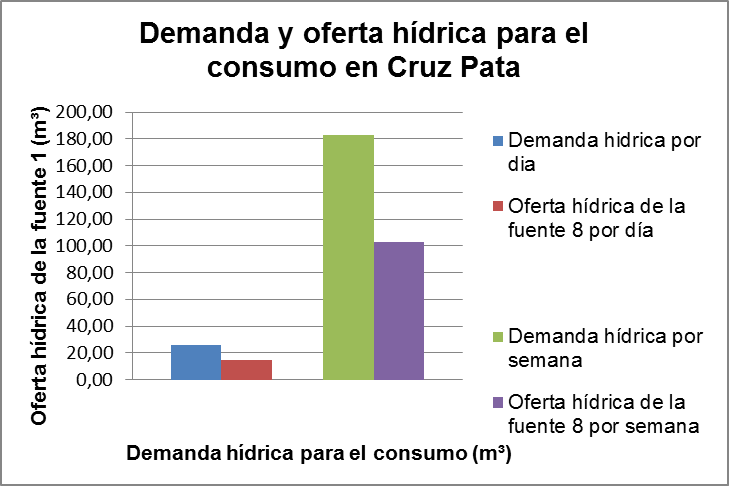 Demanda y oferta hídrica para el
consumo en Cruz Pata
Oferta hídrica de la fuente 1 (m³)
200,00
180,00
160,00
140,00
120,00
100,00
80,00
60,00
40,00
20,00
0,00
Demanda hidrica por
dia
Oferta hídrica de la
fuente 8 por día
Demanda hídrica por
semana
Oferta hídrica de la
fuente 8 por semana
Demanda hídrica para el consumo (m³)